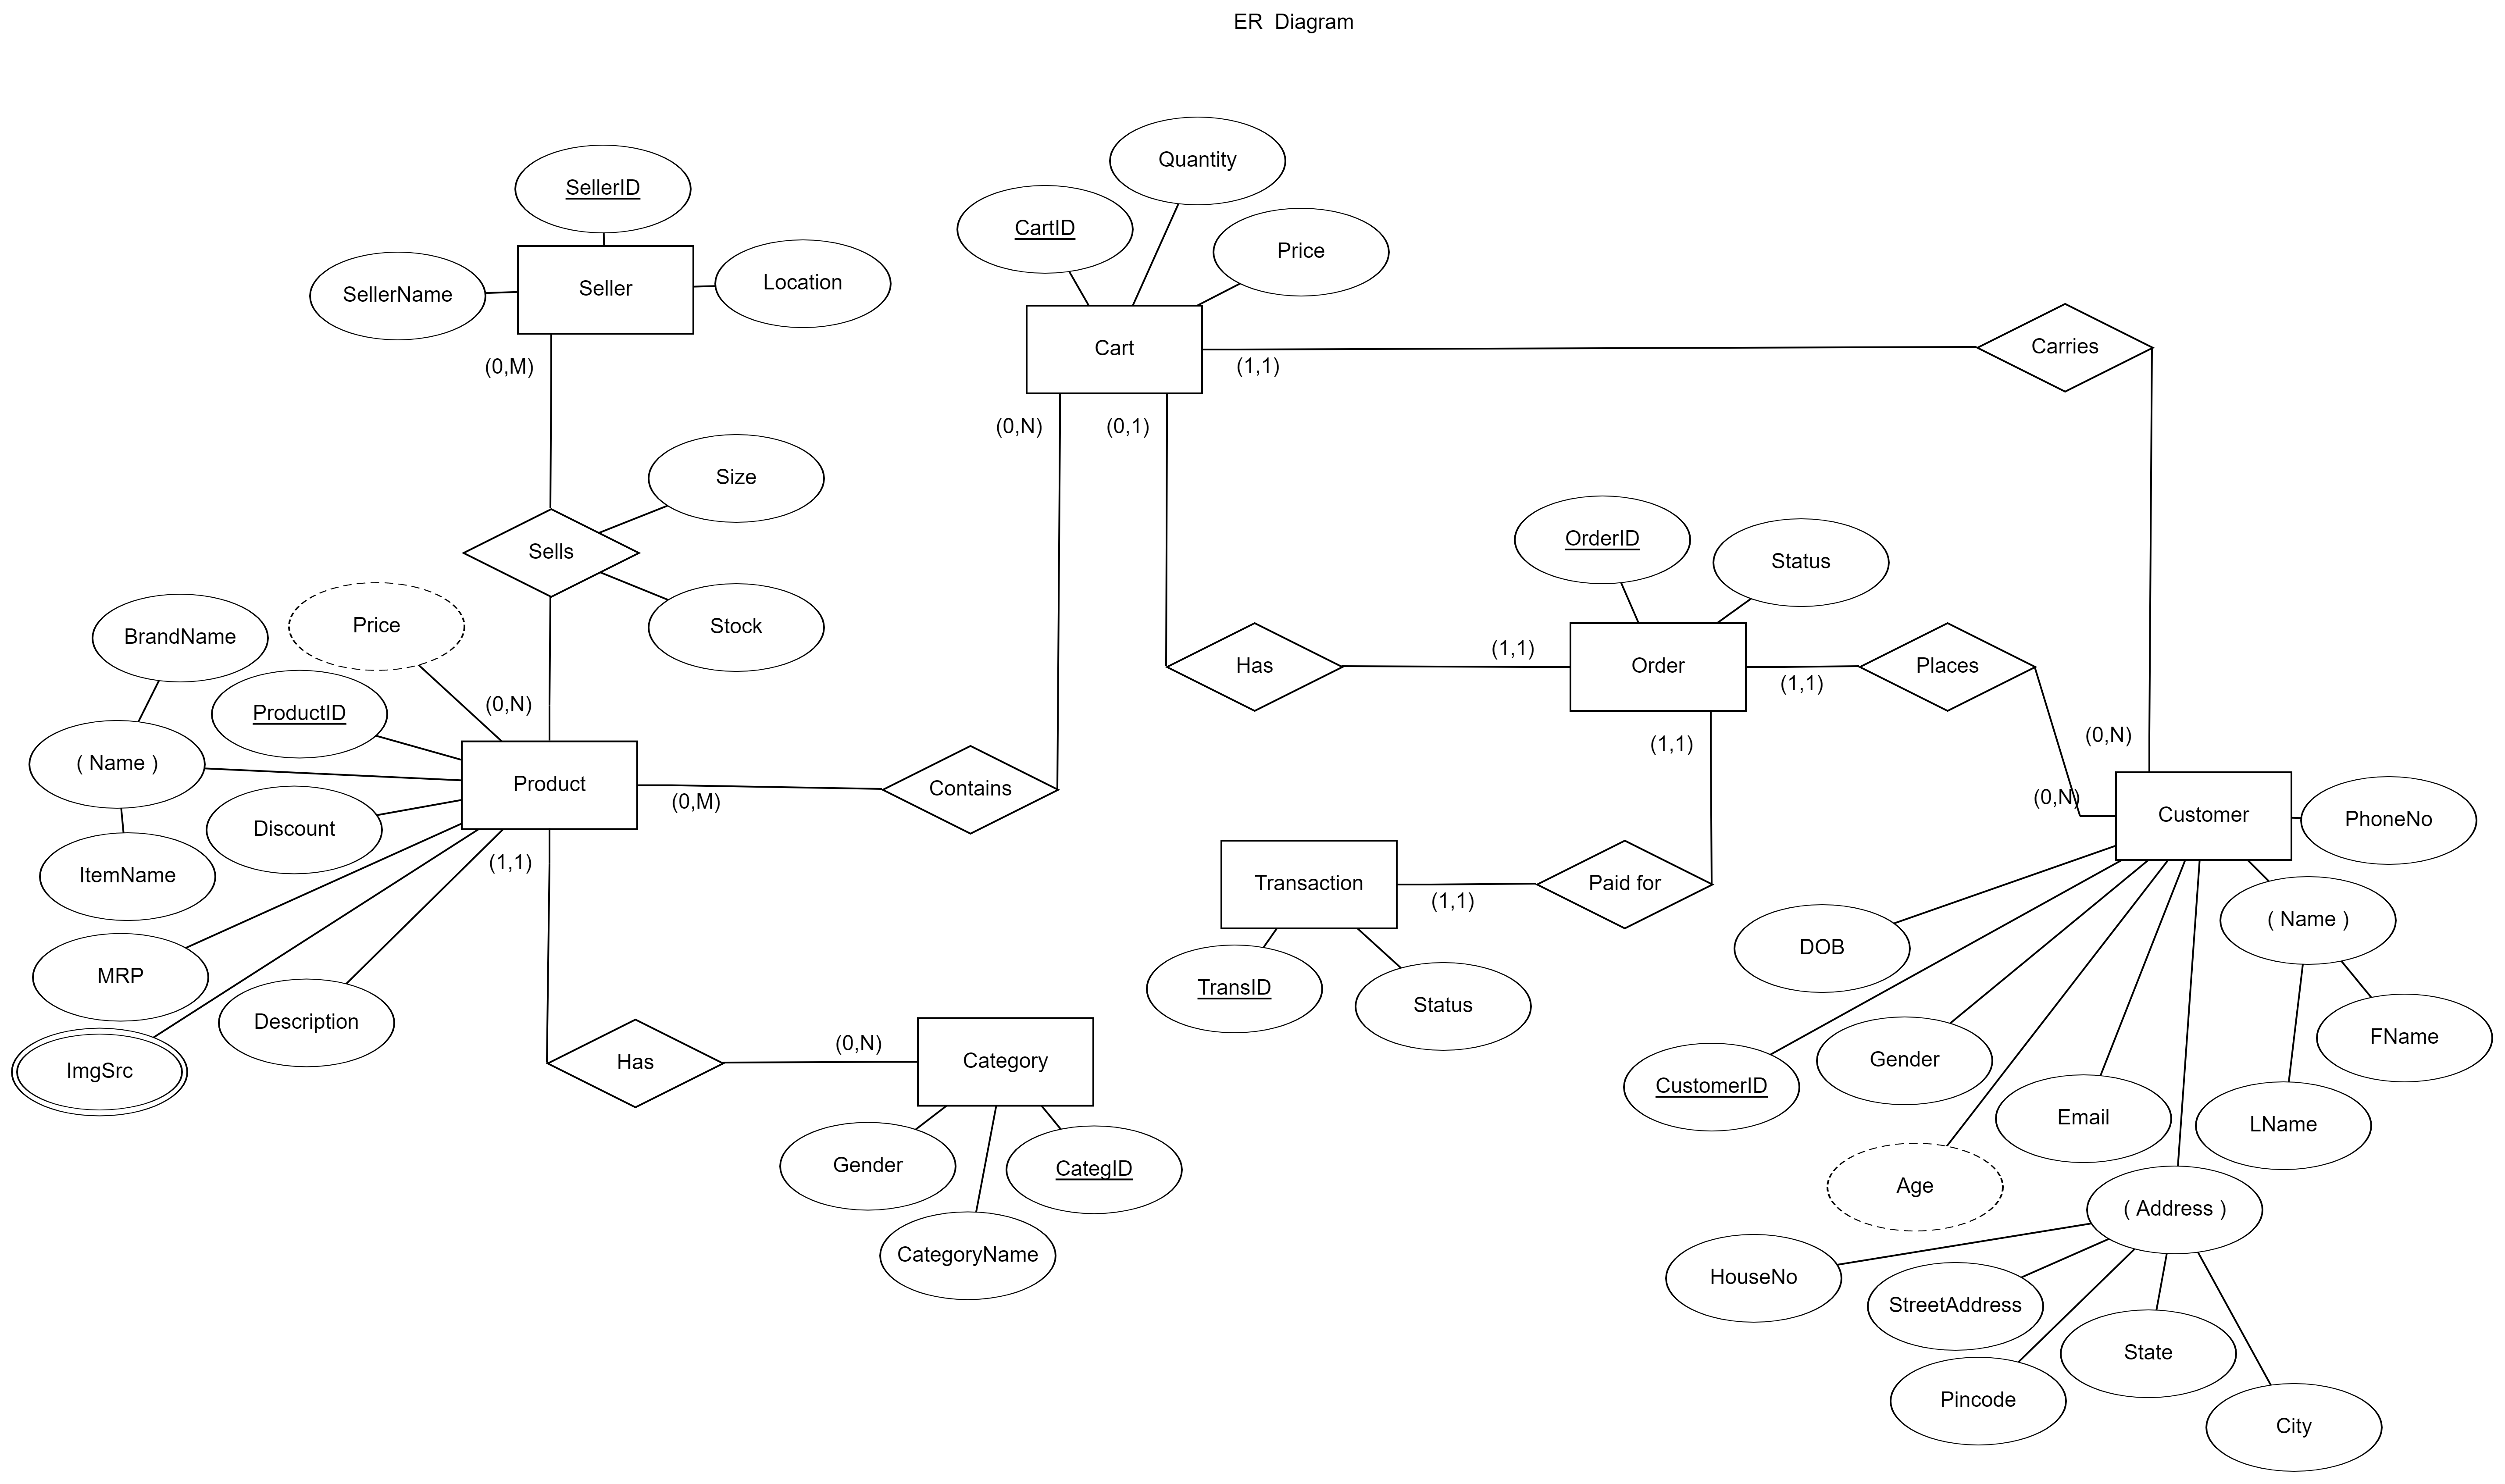 ER  Diagram
Quantity
SellerID
CartID
Price
SellerName
Seller
Location
Cart
Carries
(0,M)
(1,1)
(0,N)
(0,1)
Size
Sells
OrderID
Status
Stock
BrandName
Price
Has
(1,1)
Order
Places
(1,1)
ProductID
(0,N)
( Name )
Product
Contains
(0,M)
(1,1)
(0,N)
(0,N)
Customer
PhoneNo
Discount
ItemName
(1,1)
Transaction
(1,1)
Paid for
( Name )
DOB
MRP
Description
ImgSrc
TransID
Status
FName
Has
(0,N)
Category
CustomerID
Gender
Email
LName
Gender
CategID
CategoryName
Age
( Address )
HouseNo
StreetAddress
State
Pincode
City